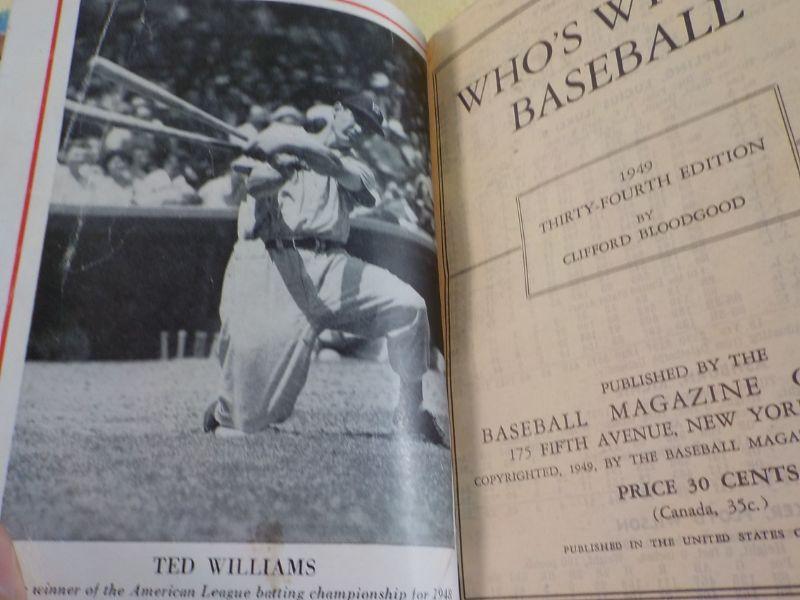 TED WILLIAMS
winner of the American League batting championship for 1948
WHO'S
BASEBALL
1949
THIRTY-FOURTH EDITION
BY
CLIFFORD BLOODGOOD
PUBLISHED BY THE
BASEBALL MAGAZINE
175 FIFTH AVENUE, NEW YOR
COPYRIGHTED, 1949, BY THE BASEBALL MAGA
PRICE 30 CENTS
(Canada, 35c.)
PUBLISHED IN THE UNITED STATES